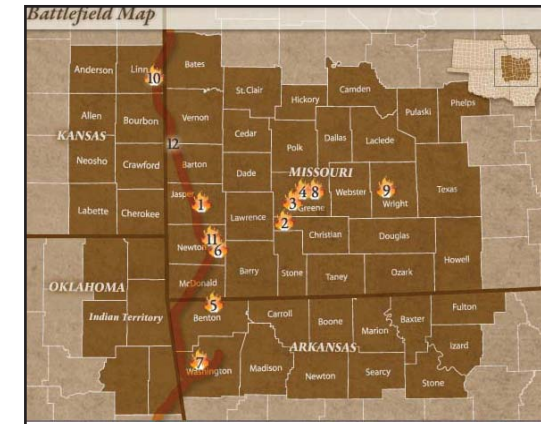 Battlefield Map
Bates
Anderson
Linn
10
St.Clair
Camden
Hickory
Phelps
Pulaski
Allen
Bourbon
Vernon
Cedar
Dallas
Laclede
KANSAS
12
Polk
Neosho
Crawford
Barton
Dade
MISSOURI
Texas
Jasper
1
4
8
9
Webster
Wright
3
Greene
Labette
Cherokee
Lawrence
2
11
Christian
Douglas
Newton
6
Howell
Barry
Stone
Taney
Ozark
McDonald
OKLAHOMA
5
Fulton
Indian Territory
Benton
Carroll
Boone
Baxter
Marion
ARKANSAS
Izard
7
Washington
Madison
Newton
Searcy
Stone